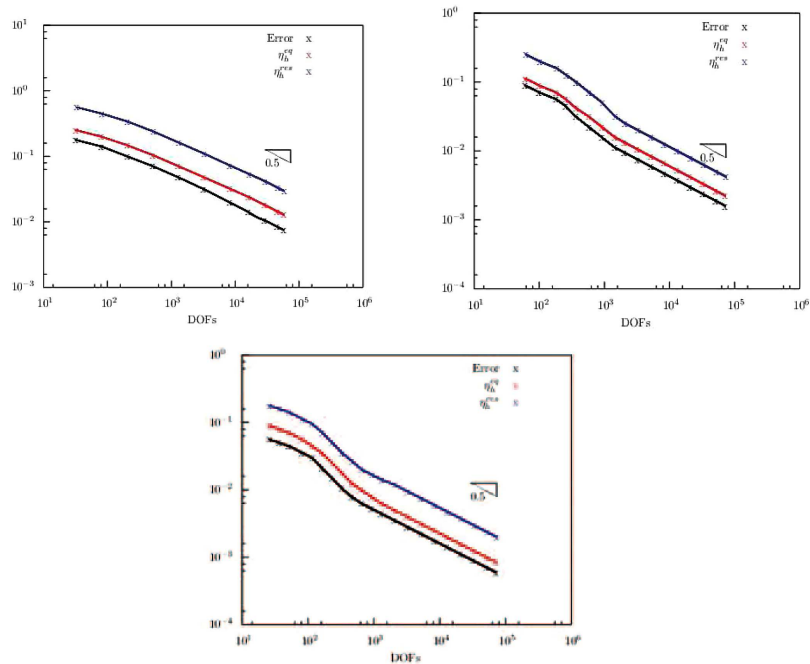 10^1
10^0
10^{-1}
10^{-2}
10^{-3}
Error x
η_h^{eq} x
η_h^{res} x
0.5
10^1 10^2 10^3 10^4 10^5 10^6
DOFs
10^0
10^{-1}
10^{-2}
10^{-3}
10^{-4}
Error x
η_h^{eq} x
η_h^{res} x
0.5
10^1 10^2 10^3 10^4 10^5 10^6
DOFs
10^0
10^{-1}
10^{-2}
10^{-3}
10^{-4}
Error x
η_h^{eq} x
η_h^{res} x
0.5
10^1 10^2 10^3 10^4 10^5 10^6
DOFs